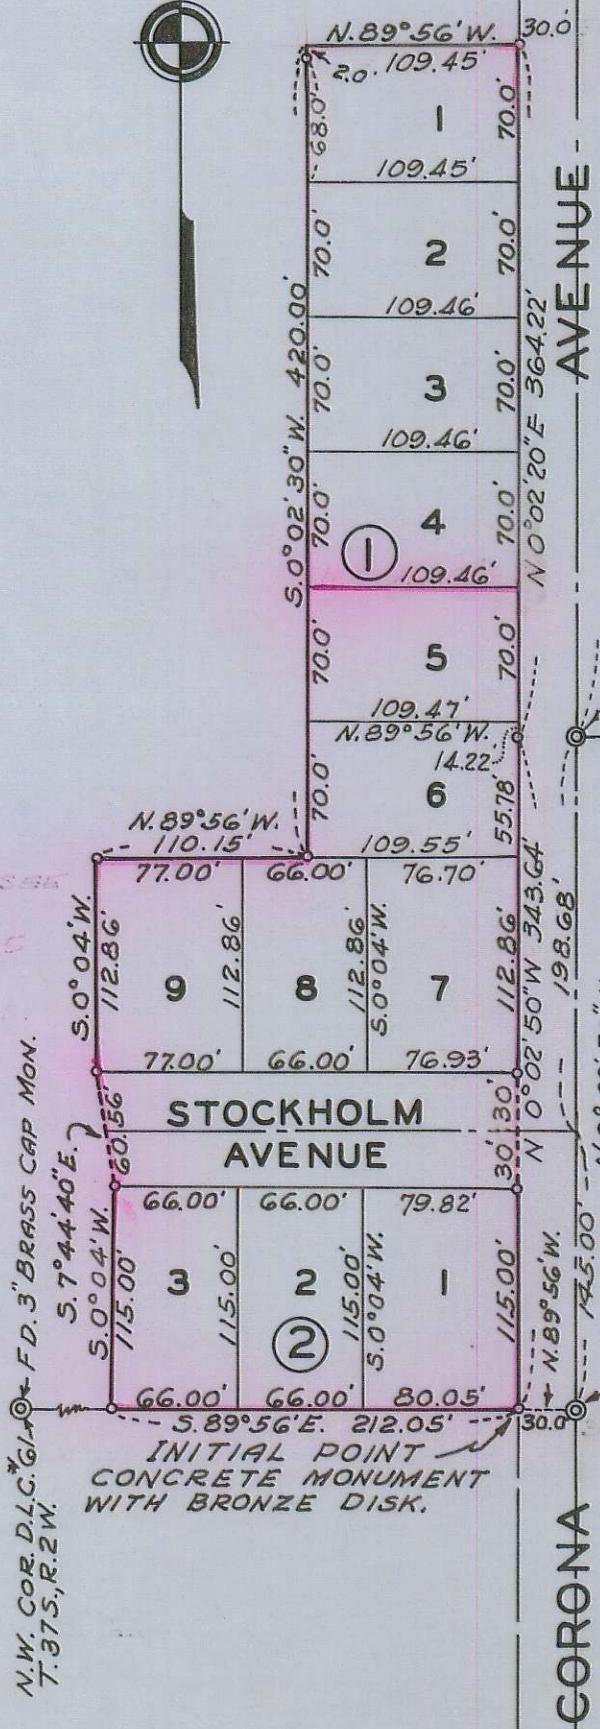 N.89°56'W. 30.0'
2.0 109.45'
68.0' 1 70.0'
109.45'
70.0' 2 70.0'
109.46'
70.0' 3 70.0'
109.46'
70.0' 4 70.0'
1
109.46'
S.0°02'30"W. 420.00'
N 0°02'20"E 364.22'
AVENUE
70.0' 5 70.0'
109.47'
N.89°56'W.
14.22'
70.0' 6 55.78'
N.89°56'W.
110.15' 109.55'
77.00' 66.00' 76.70'
S.0°04'W.
112.86' 9 112.86' 8 112.86' S.0°04'W. 7 112.86'
N 0°02'50"W 343.64'
198.68'
77.00' 66.00' 76.93'
STOCKHOLM
AVENUE
60.56'
S.7°44'40"E.
30' 30'
66.00' 66.00' 79.82'
S.0°04'W.
115.00' 3 115.00' 2 115.00' S.0°04'W. 1 115.00'
2
N.89°56'W.
145.00'
66.00' 66.00' 80.05'
S.89°56'E. 212.05' 30.0'
INITIAL POINT
CONCRETE MONUMENT
WITH BRONZE DISK.
N.W. COR. D.L.C. #61 FD. 3" BRASS CAP MON.
T.37S., R.2W.
CORONA